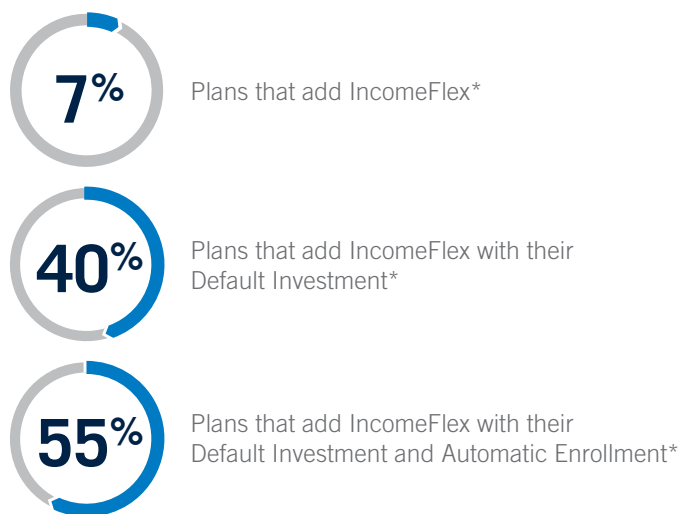 7%
Plans that add IncomeFlex*
40%
Plans that add IncomeFlex with their
Default Investment*
55%
Plans that add IncomeFlex with their
Default Investment and Automatic Enrollment*